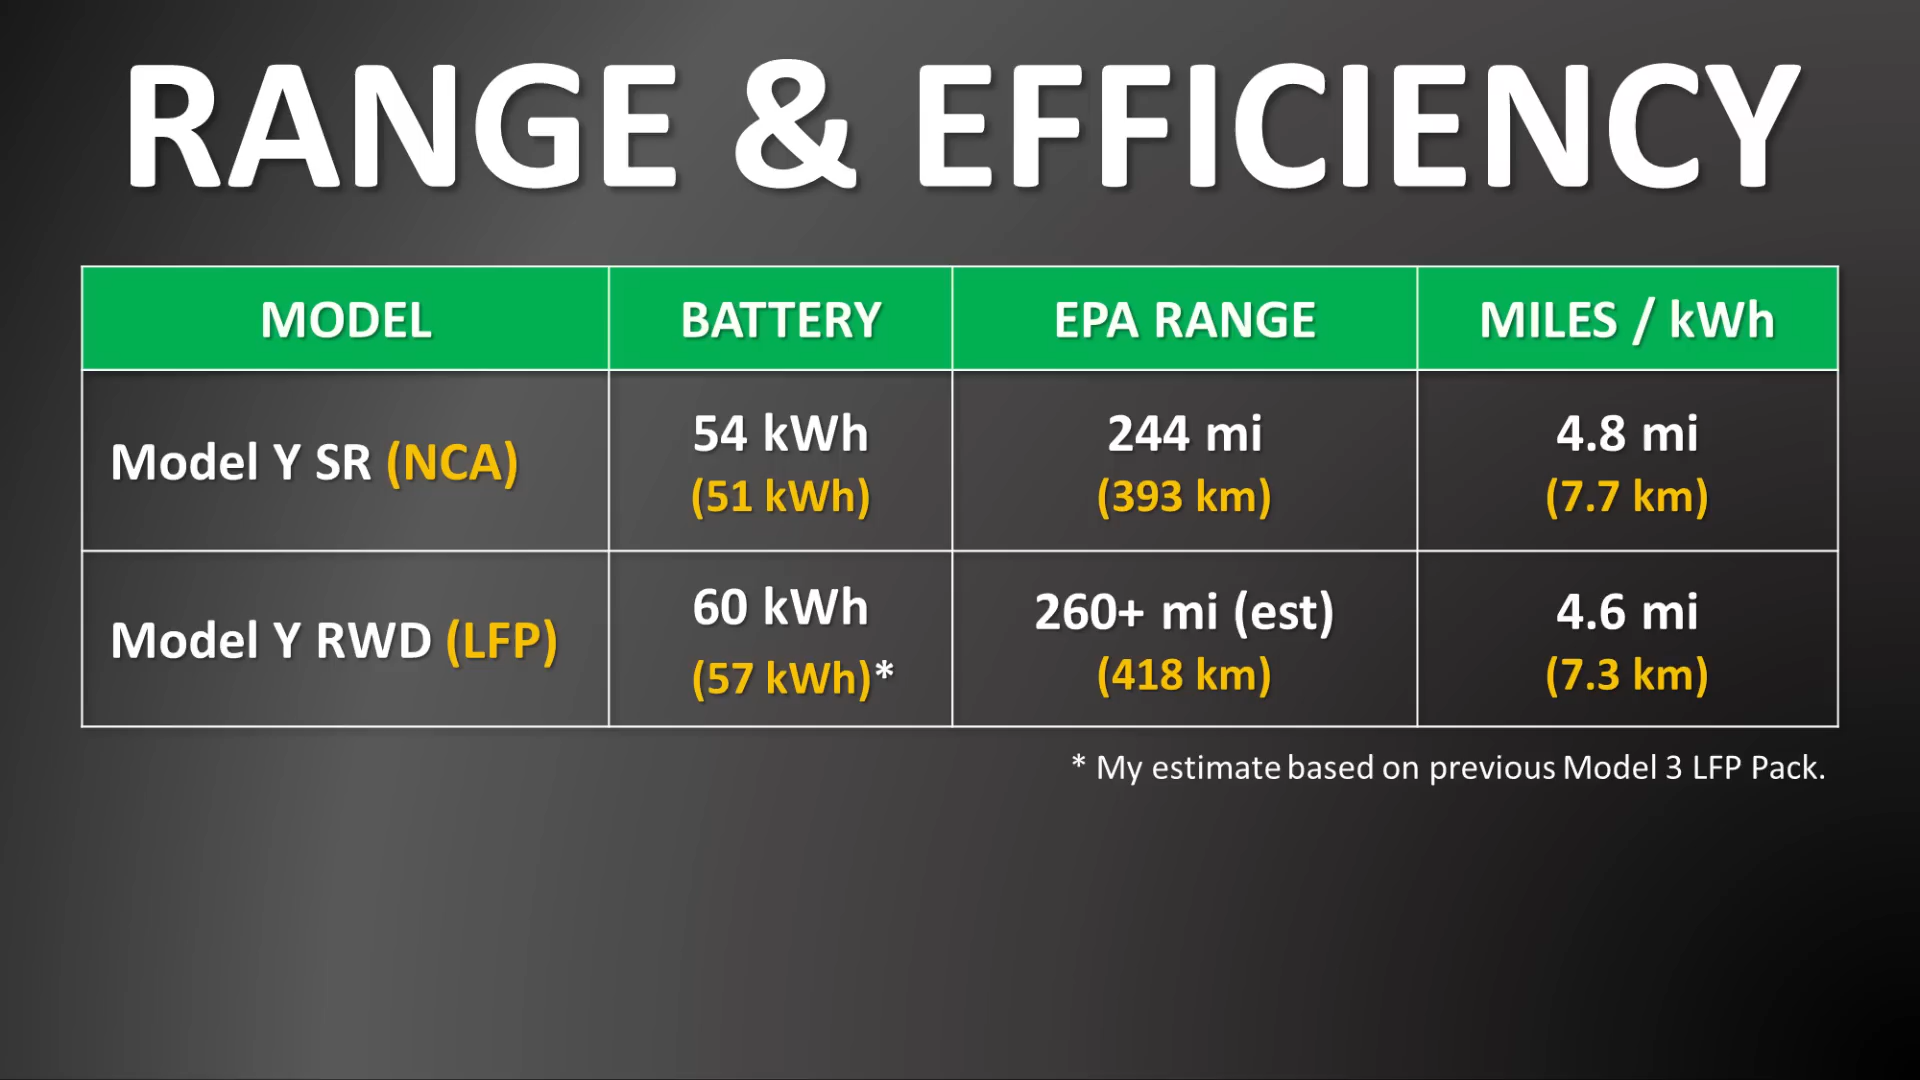 RANGE & EFFICIENCY
MODEL BATTERY EPA RANGE MILES / kWh
Model Y SR (NCA) 54 kWh 244 mi 4.8 mi
(51 kWh) (393 km) (7.7 km)
Model Y RWD (LFP) 60 kWh 260+ mi (est) 4.6 mi
(57 kWh)* (418 km) (7.3 km)
* My estimate based on previous Model 3 LFP Pack.